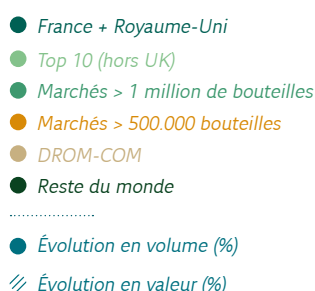 France + Royaume-Uni
Top 10 (hors UK)
Marchés > 1 million de bouteilles
Marchés > 500.000 bouteilles
DROM-COM
Reste du monde
Évolution en volume (%)
Évolution en valeur (%)